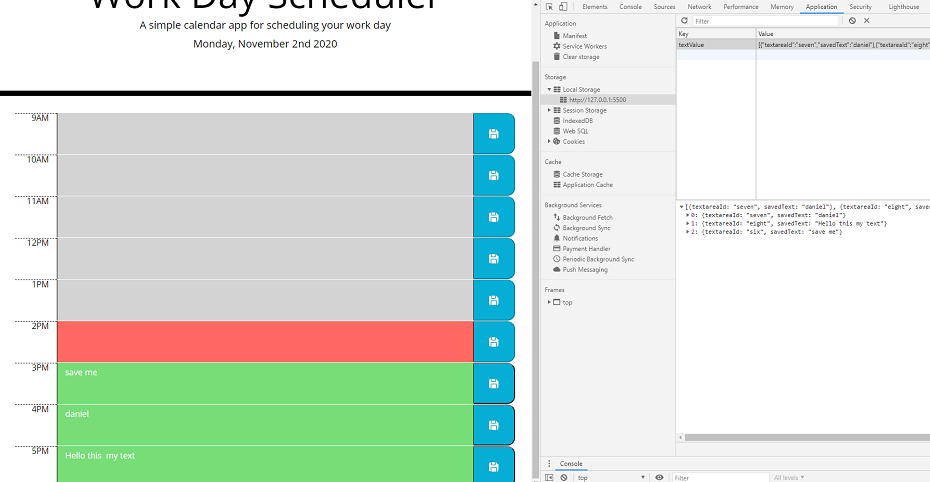 Work Day Scheduler
A simple calendar app for scheduling your work day
Monday, November 2nd 2020
9AM
10AM
11AM
12PM
1PM
2PM
3PM
save me
4PM
daniel
5PM
Hello this my text
Elements Console Sources Network Performance Memory Application Security Lighthouse
Application
Manifest
Service Workers
Clear storage
Storage
Local Storage
http://127.0.0.1:5500
Session Storage
IndexedDB
Web SQL
Cookies
Cache
Cache Storage
Application Cache
Background Services
Background Fetch
Background Sync
Notifications
Payment Handler
Periodic Background Sync
Push Messaging
Frames
top
Filter
Key Value
textValue [{"textareaId":"seven","savedText":"daniel"},{"textareaId":"eight"
[{textareaId: "seven", savedText: "daniel"}, {textareaId: "eight", save
0: {textareaId: "seven", savedText: "daniel"}
1: {textareaId: "eight", savedText: "Hello this my text"}
2: {textareaId: "six", savedText: "save me"}
Console
top Filter All levels